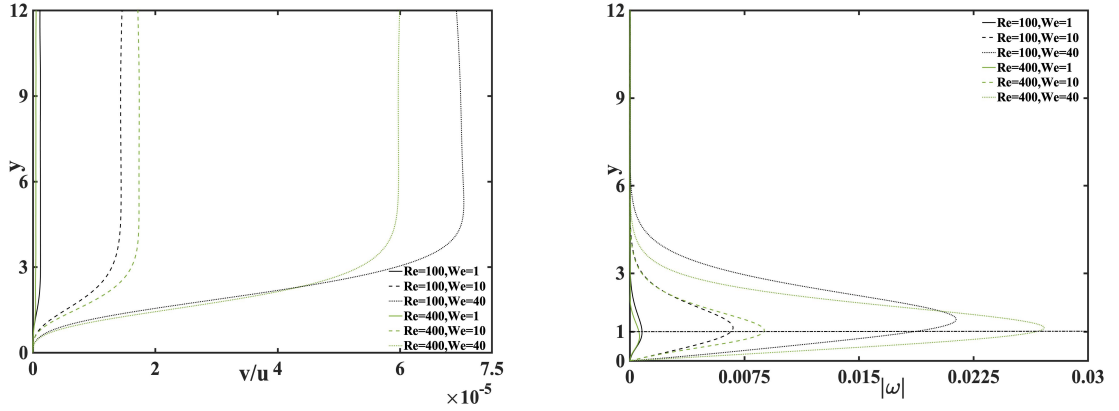 12
9
6
3
0
y
0
2
4
6
7.5
v/u
×10⁻⁵
Re=100,We=1
Re=100,We=10
Re=100,We=40
Re=400,We=1
Re=400,We=10
Re=400,We=40
12
9
6
3
1
0
y
0
0.0075
0.015
0.0225
0.03
|ω|
Re=100,We=1
Re=100,We=10
Re=100,We=40
Re=400,We=1
Re=400,We=10
Re=400,We=40